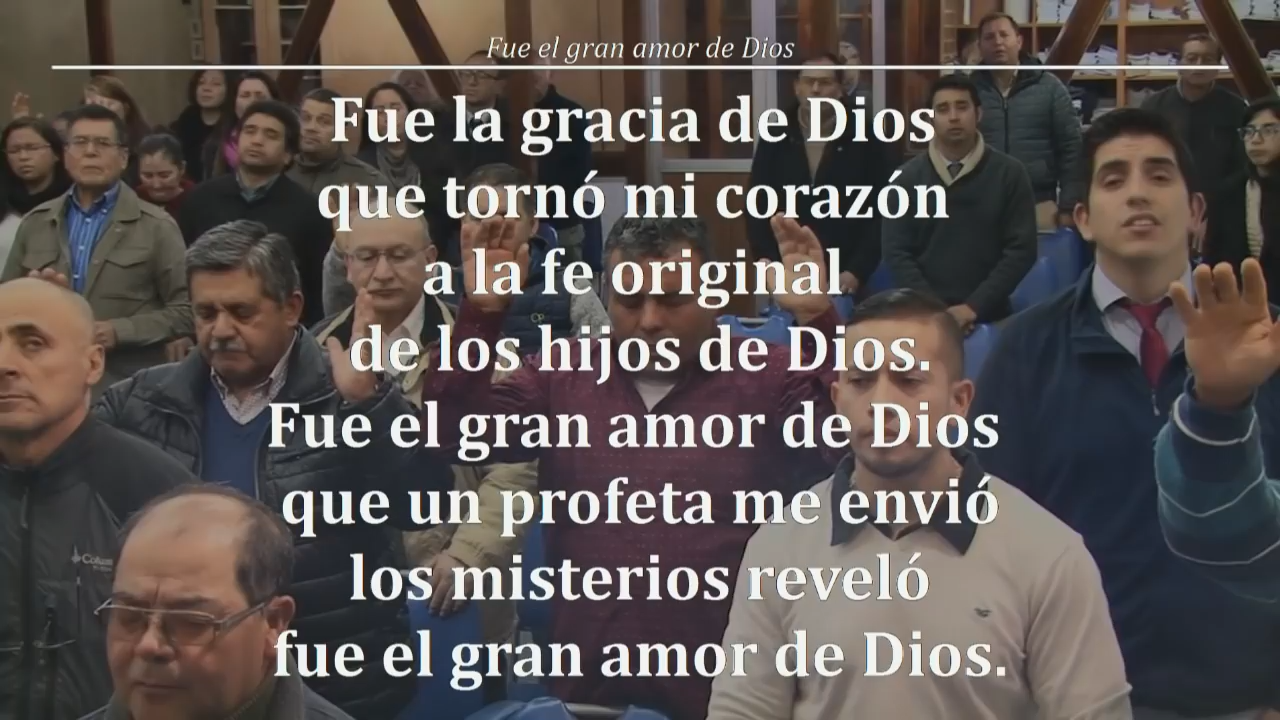 Fue el gran amor de Dios
Fue la gracia de Dios
que tornó mi corazón
a la fe original
de los hijos de Dios.
Fue el gran amor de Dios
que un profeta me envió
los misterios reveló
fue el gran amor de Dios.